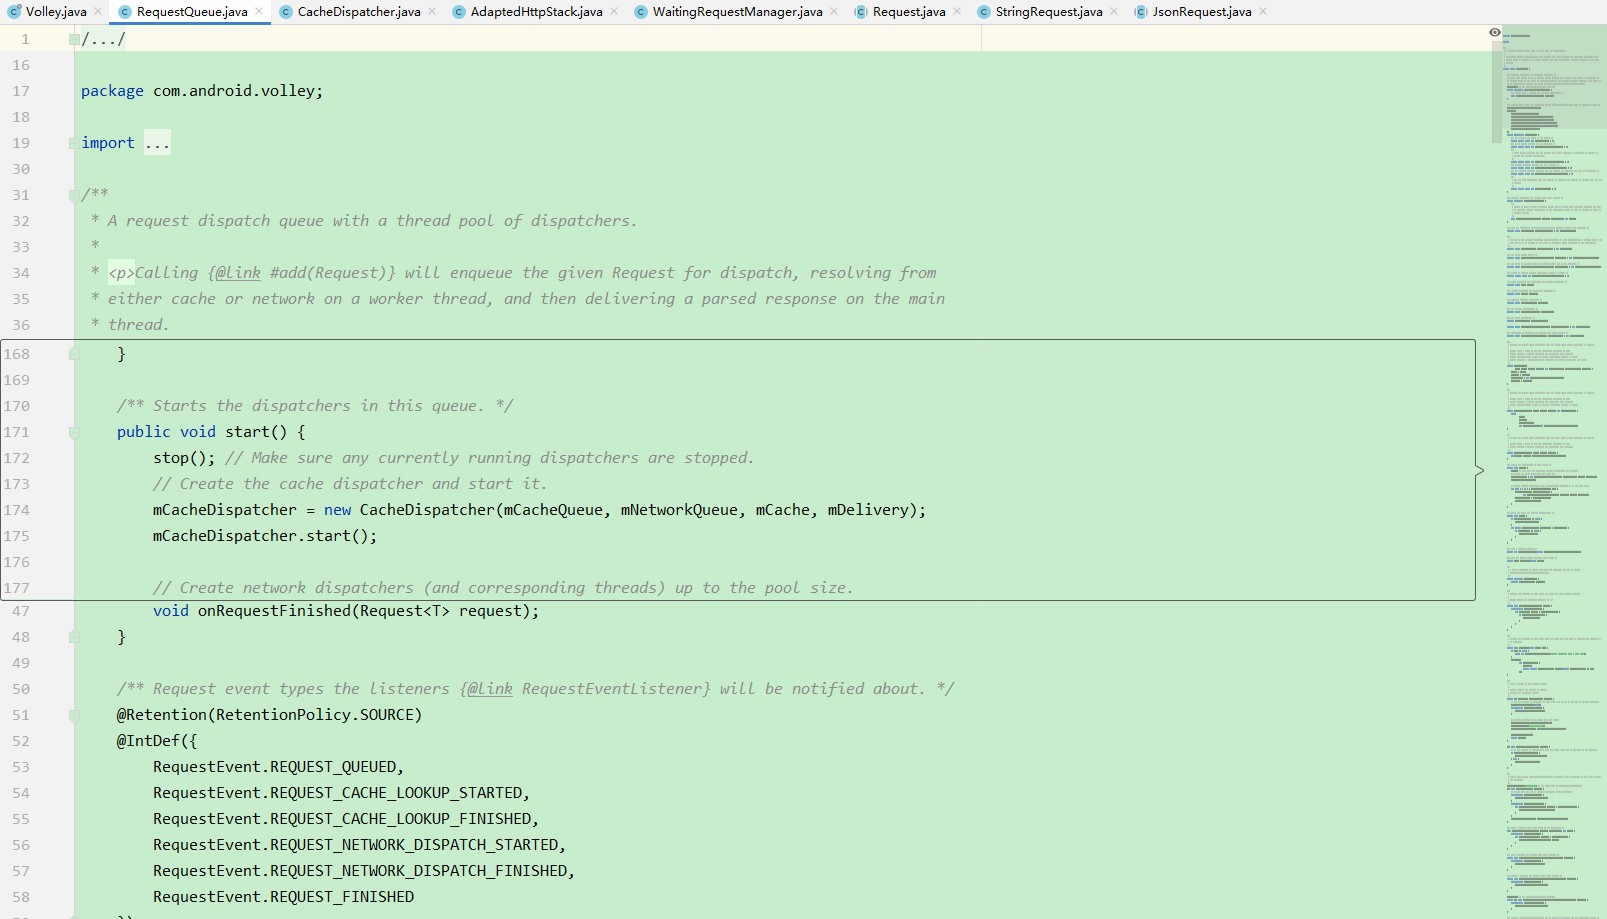 Volley.java RequestQueue.java CacheDispatcher.java AdaptedHttpStack.java WaitingRequestManager.java Request.java StringRequest.java JsonRequest.java
1 /.../
16
17 package com.android.volley;
18
19 import ...
30
31 /**
32 * A request dispatch queue with a thread pool of dispatchers.
33 *
34 * <p>Calling {@link #add(Request)} will enqueue the given Request for dispatch, resolving from
35 * either cache or network on a worker thread, and then delivering a parsed response on the main
36 * thread.
168 }
169
170 /** Starts the dispatchers in this queue. */
171 public void start() {
172 stop(); // Make sure any currently running dispatchers are stopped.
173 // Create the cache dispatcher and start it.
174 mCacheDispatcher = new CacheDispatcher(mCacheQueue, mNetworkQueue, mCache, mDelivery);
175 mCacheDispatcher.start();
176
177 // Create network dispatchers (and corresponding threads) up to the pool size.
47 void onRequestFinished(Request<T> request);
48 }
49
50 /** Request event types the listeners {@link RequestEventListener} will be notified about. */
51 @Retention(RetentionPolicy.SOURCE)
52 @IntDef({
53 RequestEvent.REQUEST_QUEUED,
54 RequestEvent.REQUEST_CACHE_LOOKUP_STARTED,
55 RequestEvent.REQUEST_CACHE_LOOKUP_FINISHED,
56 RequestEvent.REQUEST_NETWORK_DISPATCH_STARTED,
57 RequestEvent.REQUEST_NETWORK_DISPATCH_FINISHED,
58 RequestEvent.REQUEST_FINISHED